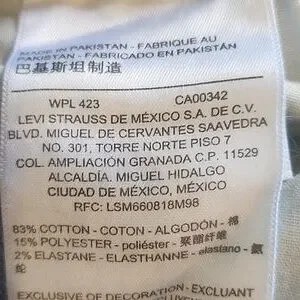 MADE IN PAKISTAN - FABRIQUE AU
PAKISTAN - FABRICADO EN PAKISTÁN
巴基斯坦制造
WPL 423 CA00342
LEVI STRAUSS DE MÉXICO S.A. DE C.V.
BLVD. MIGUEL DE CERVANTES SAAVEDRA
NO. 301, TORRE NORTE PISO 7
COL. AMPLIACIÓN GRANADA C.P. 11529
ALCALDÍA. MIGUEL HIDALGO
CIUDAD DE MÉXICO, MÉXICO
RFC: LSM660818M98
83% COTTON - COTON - ALGODÓN - 棉
15% POLYESTER - poliéster - 聚酯纤维
2% ELASTANE - ELASTHANNE - elastano - 氨
纶
EXCLUSIVE OF DECORATION - EXCLUANT